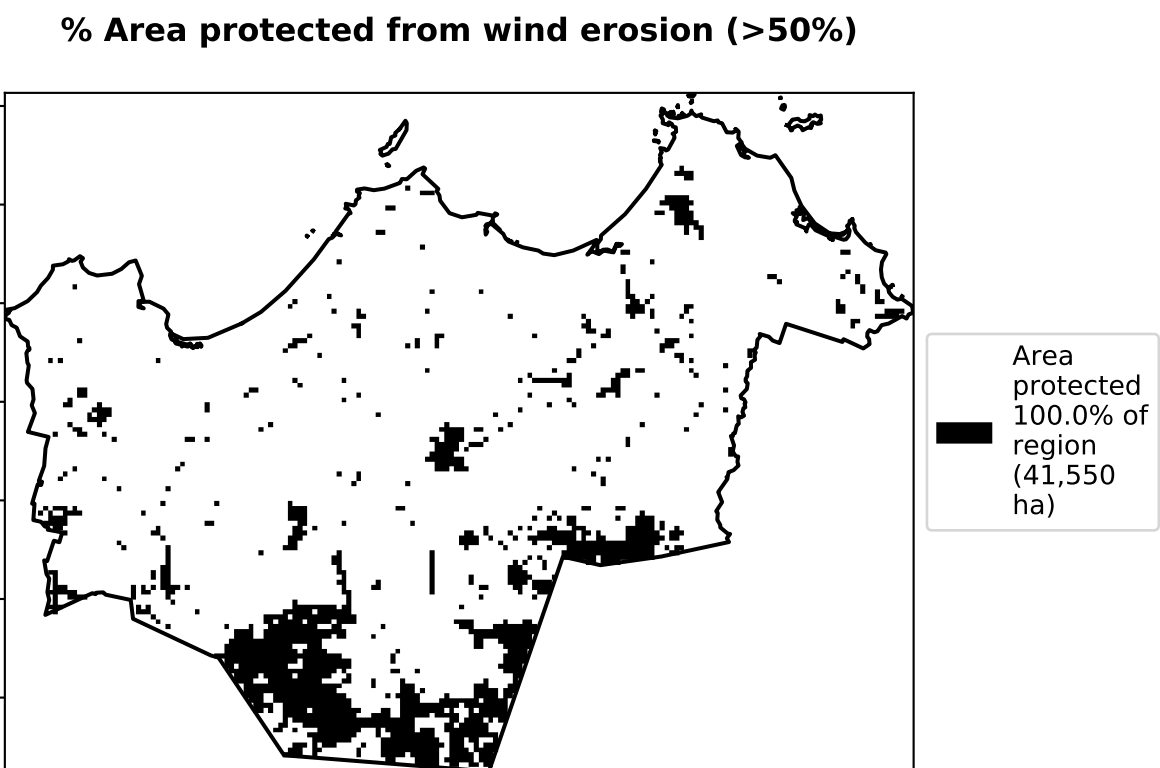 % Area protected from wind erosion (>50%)
Area
protected
100.0% of
region
(41,550
ha)